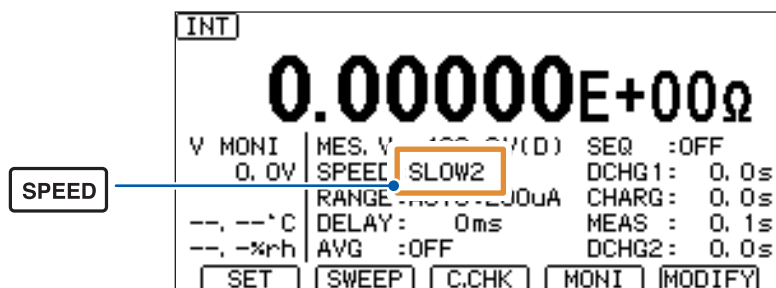 INT
0.00000E+00Ω
V MONI MES. V V(D) SEQ :OFF
0. 0V SPEED SLOW2 DCHG1: 0. 0s
SPEED
RANGE CHARG: 0. 0s
--. --°C DELAY: 0ms MEAS : 0. 1s
--. -%rh AVG :OFF DCHG2: 0. 0s
SET SWEEP C.CHK MONI MODIFY